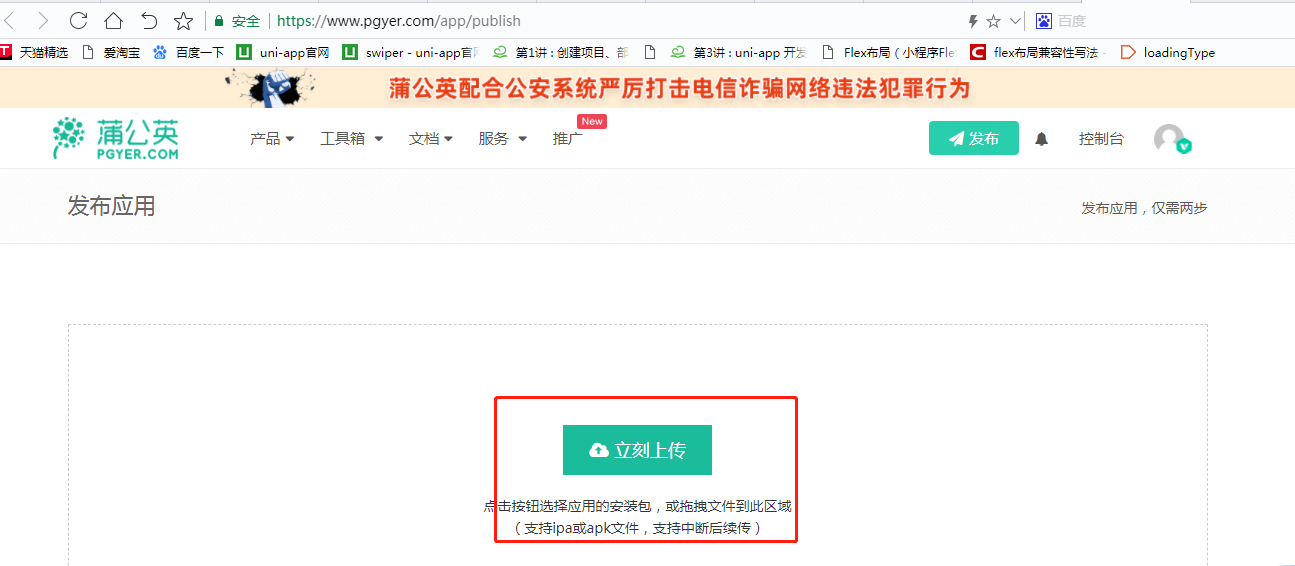 安全 https://www.pgyer.com/app/publish 百度
T 天猫精选 爱淘宝 百度一下 uni-app官网 swiper - uni-app官 第1讲 : 创建项目、部 第3讲 : uni-app 开发 Flex布局（小程序Fle flex布局兼容性写法 - loadingType
蒲公英配合公安系统严厉打击电信诈骗网络违法犯罪行为
蒲公英
PGYER.COM
产品 工具箱 文档 服务 推广 New 发布 控制台
发布应用 发布应用，仅需两步
立刻上传
点击按钮选择应用的安装包，或拖拽文件到此区域
（支持ipa或apk文件，支持中断后续传）